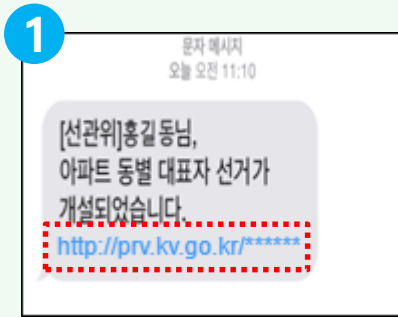 1
문자 메시지
오늘 오전 11:10
[선관위]홍길동님,
아파트 동별 대표자 선거가
개설되었습니다.
http://prv.kv.go.kr/******